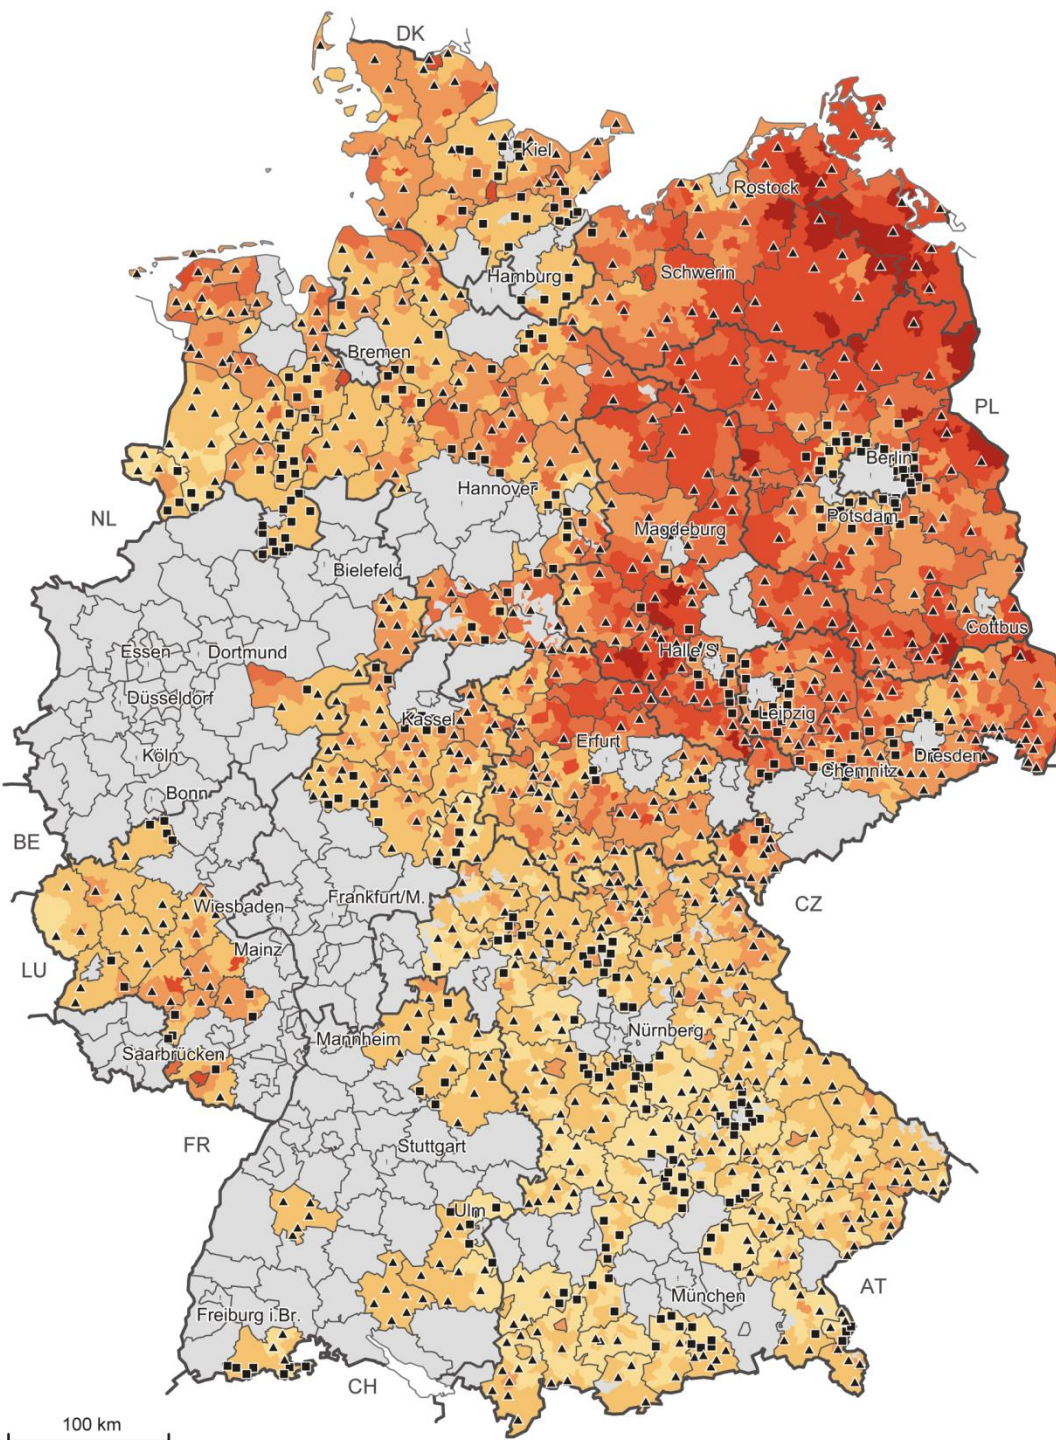 DK
Kiel
Rostock
Hamburg
Schwerin
Bremen
PL
Berlin
Hannover
NL
Potsdam
Magdeburg
Bielefeld
Cottbus
Essen
Dortmund
Halle/S.
Düsseldorf
Kassel
Leipzig
Erfurt
Köln
Dresden
Chemnitz
Bonn
BE
Frankfurt/M.
Wiesbaden
CZ
Mainz
LU
Nürnberg
Mannheim
Saarbrücken
FR
Stuttgart
Ulm
AT
München
Freiburg i.Br.
CH
100 km